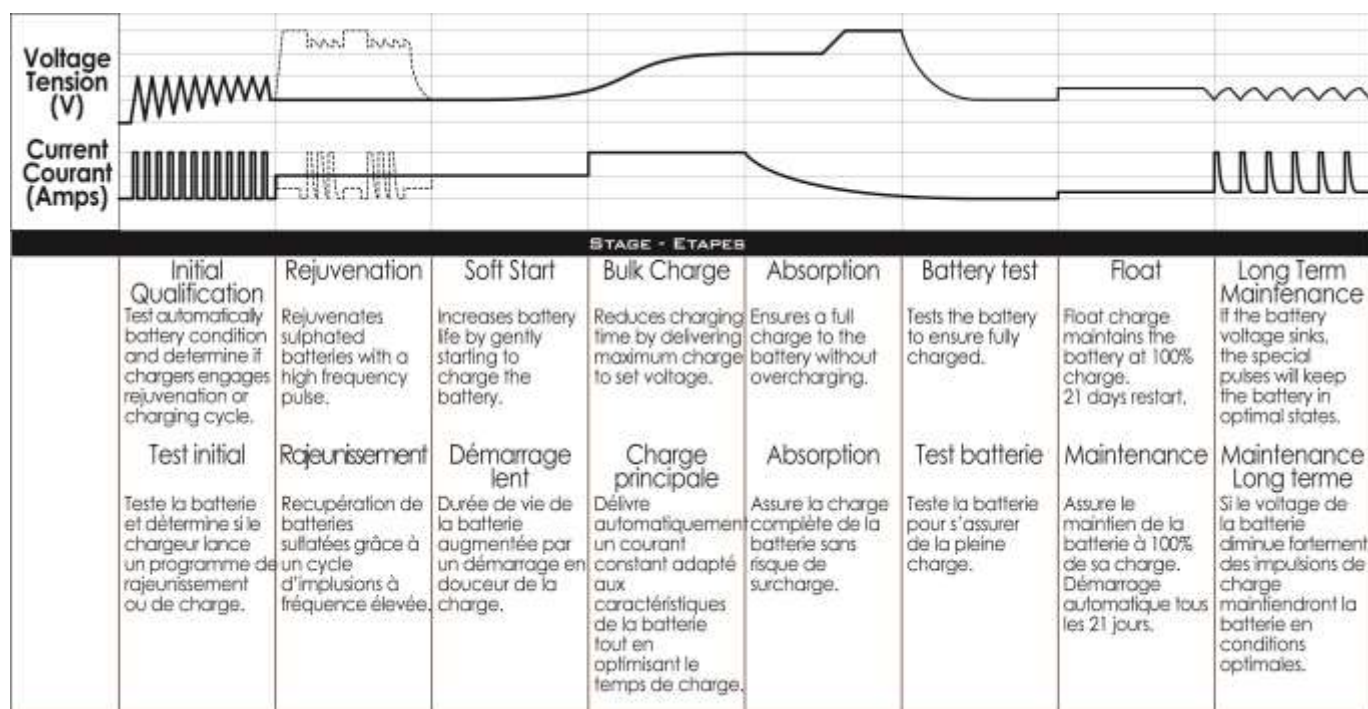 Voltage
Tension
(V)
Current
Courant
(Amps)
STAGE - ETAPES
Initial
Qualification
Test automatically
battery condition
and determine if
chargers engages
rejuvenation or
charging cycle.
Rejuvenation
Rejuvenates
sulphated
batteries with a
high frequency
pulse.
Soft Start
Increases battery
life by gently
starting to
charge the
battery.
Bulk Charge
Reduces charging
time by delivering
maximum charge
to set voltage.
Absorption
Ensures a full
charge to the
battery without
overcharging.
Battery test
Tests the battery
to ensure fully
charged.
Float
Float charge
maintains the
battery at 100%
charge.
21 days restart.
Long Term
Maintenance
If the battery
voltage sinks,
the special
pulses will keep
the battery in
optimal states.
Test initial
Teste la batterie
et détermine si le
chargeur lance
un programme de
rajeunissement
ou de charge.
Rajeunissement
Recupération de
batteries
sulfatées grâce à
un cycle
d'implusions à
fréquence élevée.
Démarrage
lent
Durée de vie de
la batterie
augmentée par
un démarrage en
douceur de la
charge.
Charge
principale
Délivre
automatiquement
un courant
constant adapté
aux
caractéristiques
de la batterie
tout en
optimisant le
temps de charge.
Absorption
Assure la charge
complète de la
batterie sans
risque de
surcharge.
Test batterie
Teste la batterie
pour s'assurer
de la pleine
charge.
Maintenance
Assure le
maintien de la
batterie à 100%
de sa charge.
Démarrage
automatique tous
les 21 jours.
Maintenance
Long terme
Si le voltage de
la batterie
diminue fortement
des impulsions de
charge
maintiendront la
batterie en
conditions
optimales.